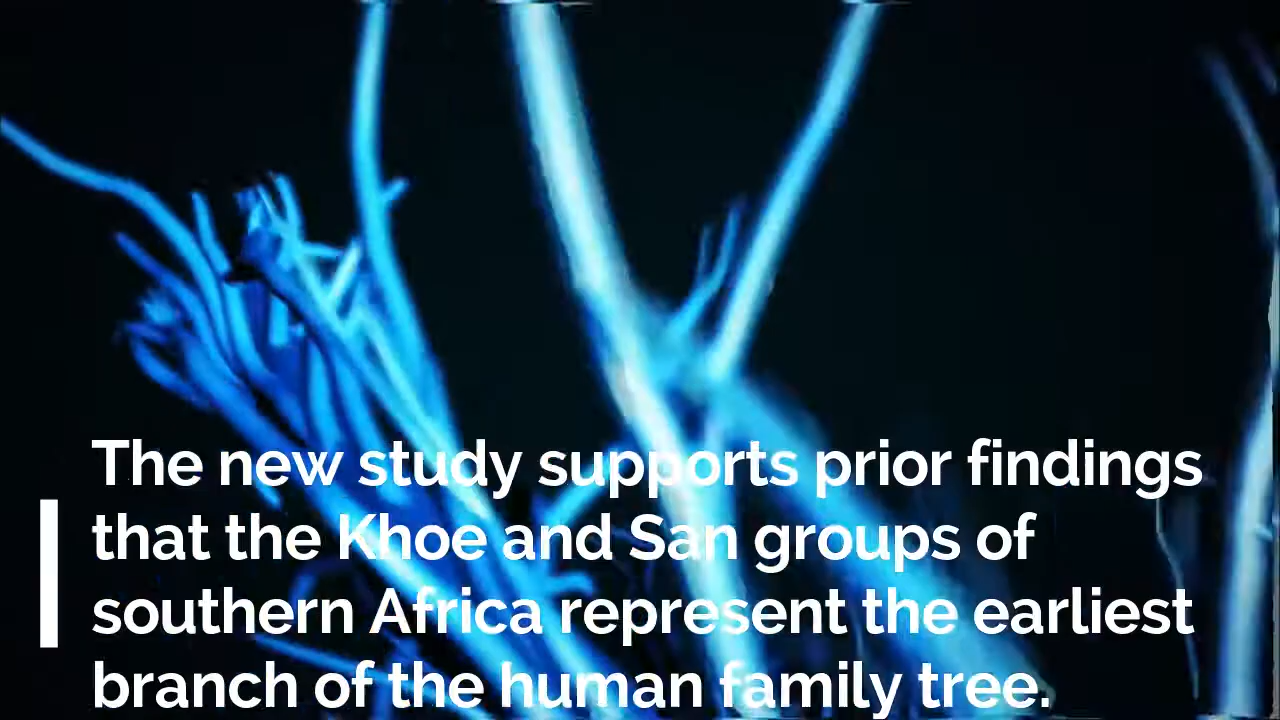 The new study supports prior findings
that the Khoe and San groups of
southern Africa represent the earliest
branch of the human family tree.